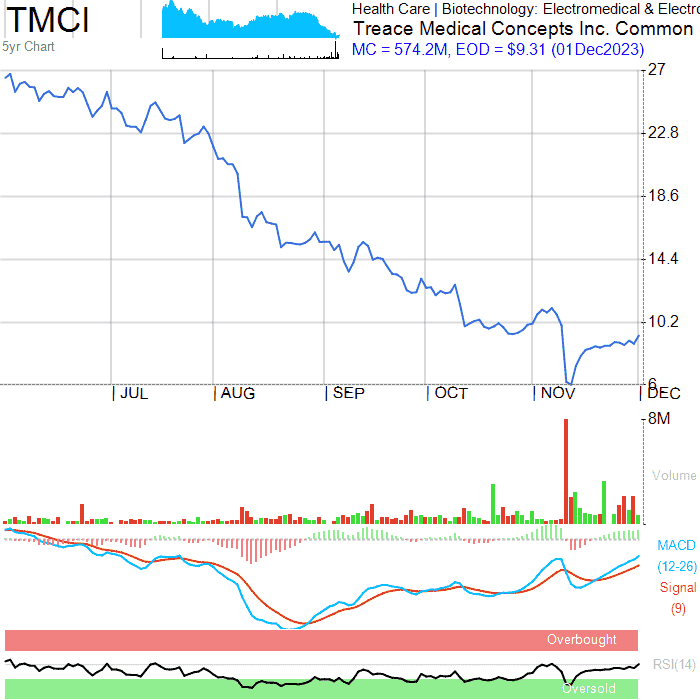 TMCI
5yr Chart
Health Care | Biotechnology: Electromedical & Electro
Treace Medical Concepts Inc. Common
MC = 574.2M, EOD = $9.31 (01Dec2023)
27
22.8
18.6
14.4
10.2
6
JUL
AUG
SEP
OCT
NOV
DEC
8M
Volume
MACD
(12-26)
Signal
(9)
Overbought
RSI(14)
Oversold